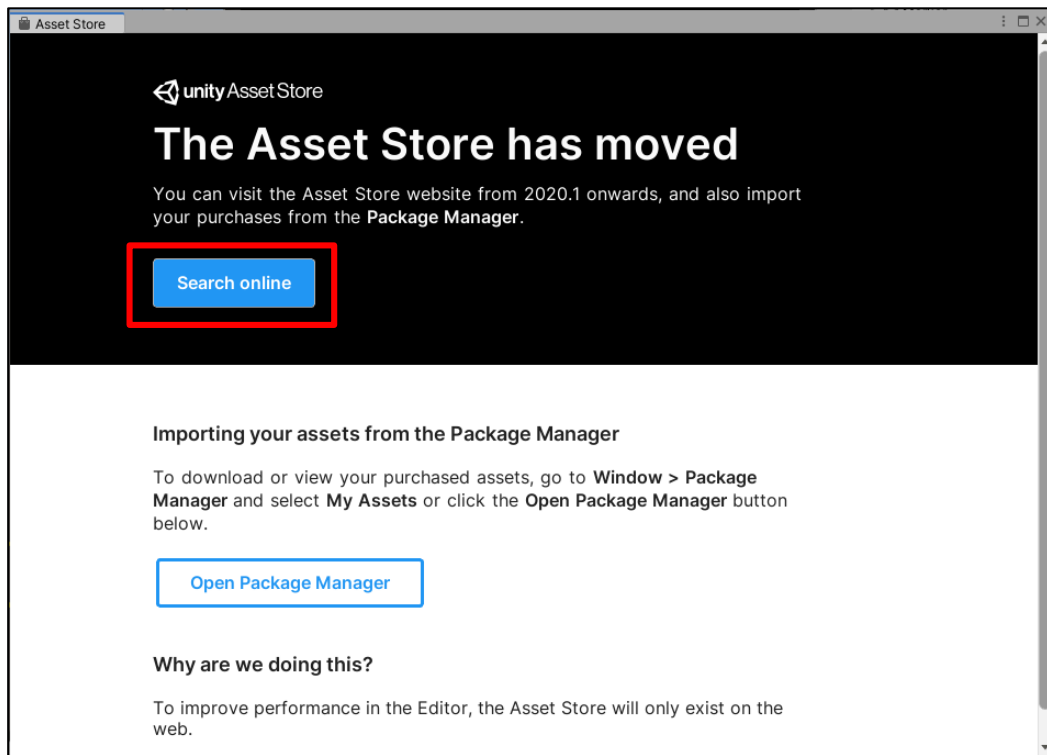 Asset Store
unity Asset Store
The Asset Store has moved
You can visit the Asset Store website from 2020.1 onwards, and also import
your purchases from the Package Manager.
Search online
Importing your assets from the Package Manager
To download or view your purchased assets, go to Window > Package
Manager and select My Assets or click the Open Package Manager button
below.
Open Package Manager
Why are we doing this?
To improve performance in the Editor, the Asset Store will only exist on the
web.